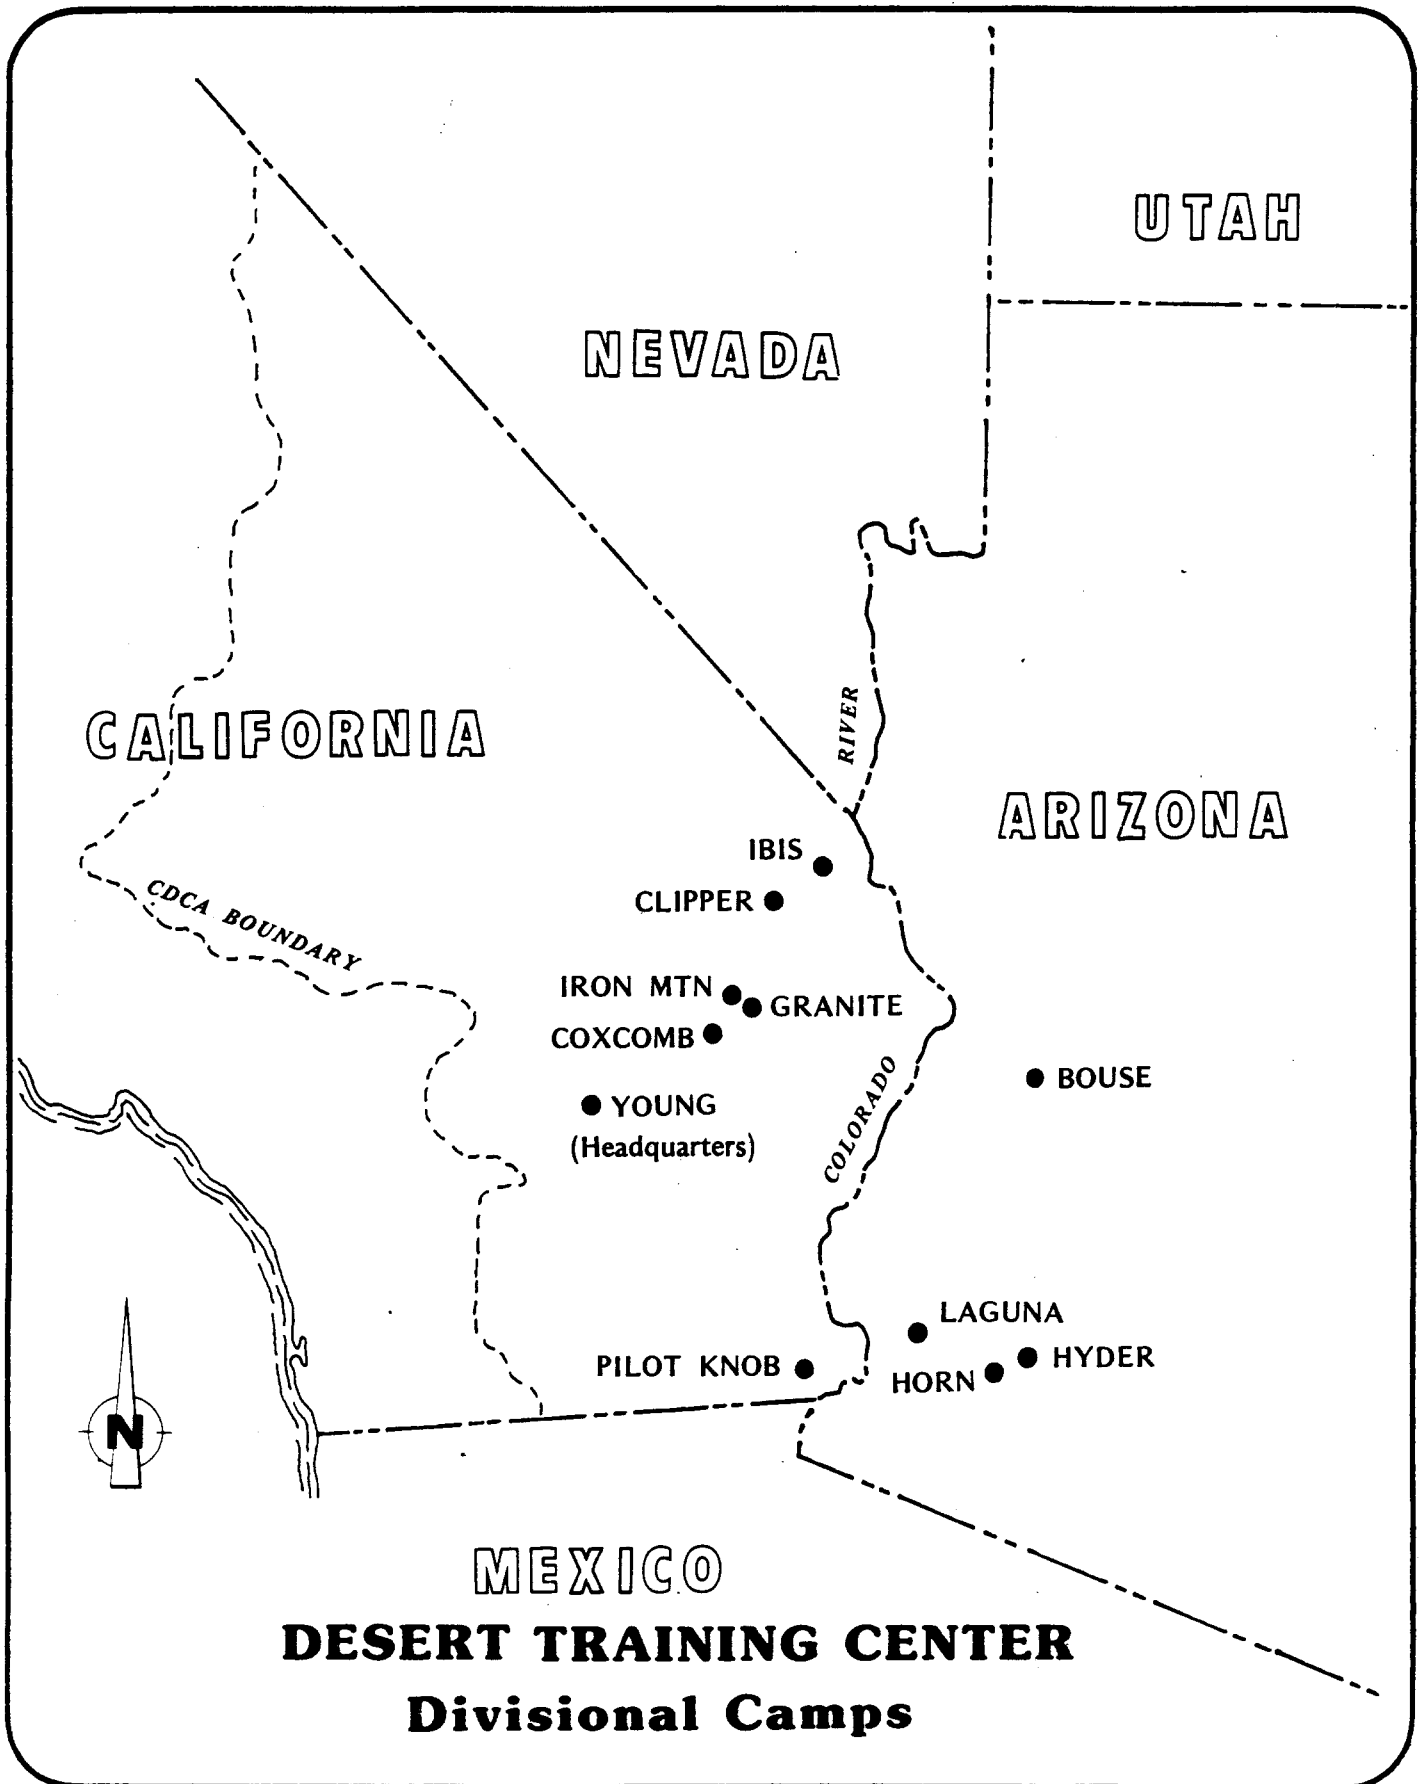 UTAH
NEVADA
RIVER
CALIFORNIA
ARIZONA
IBIS
CLIPPER
CDCA BOUNDARY
IRON MTN
GRANITE
COXCOMB
COLORADO
BOUSE
YOUNG
(Headquarters)
LAGUNA
PILOT KNOB
HYDER
HORN
N
MEXICO
DESERT TRAINING CENTER
Divisional Camps